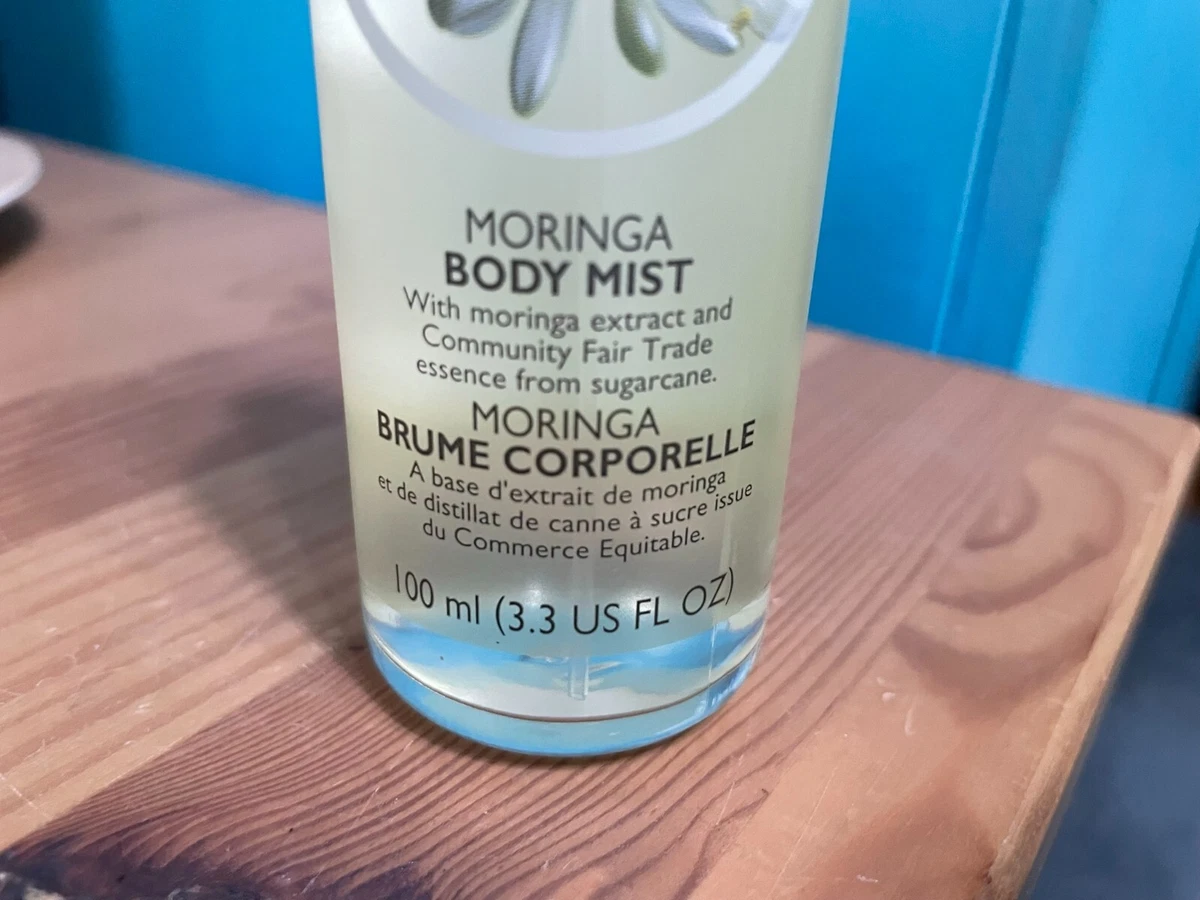 MORINGA
BODY MIST
With moringa extract and
Community Fair Trade
essence from sugarcane.
MORINGA
BRUME CORPORELLE
A base d'extrait de moringa
et de distillat de canne à sucre issue
du Commerce Equitable.
100 ml (3.3 US FL OZ)